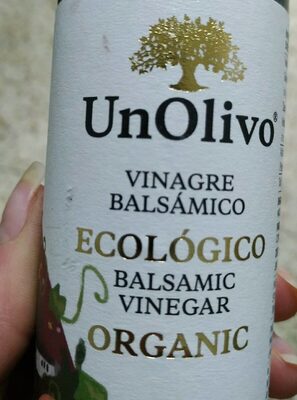 UnOlivo®
VINAGRE
BALSÁMICO
ECOLÓGICO
BALSAMIC
VINEGAR
ORGANIC